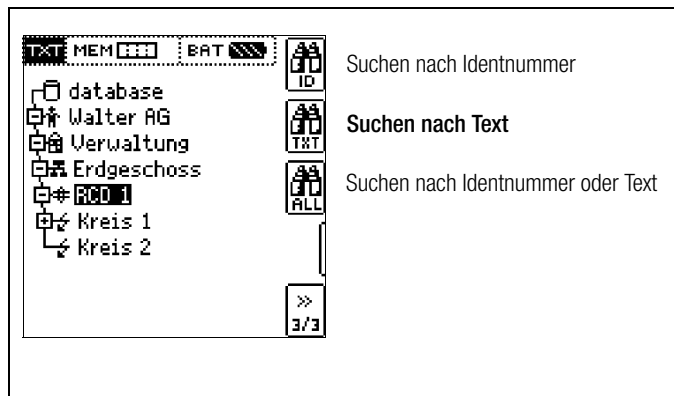 TXT MEM BAT
ID
Suchen nach Identnummer
database
Walter AG
TXT
Suchen nach Text
Verwaltung
Erdgeschoss
ALL
Suchen nach Identnummer oder Text
RCD 1
Kreis 1
Kreis 2
»
3/3